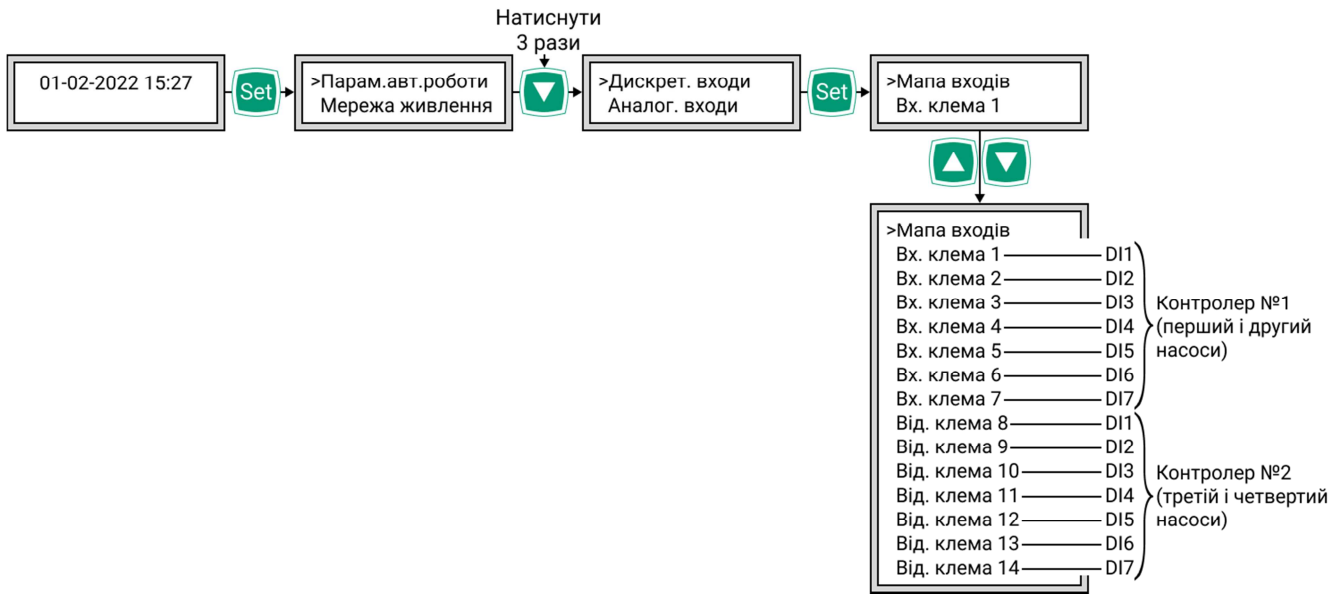 Натиснути
3 рази
01-02-2022 15:27
Set
>Парам.авт.роботи
Мережа живлення
>Дискрет. входи
Аналог. входи
Set
>Мапа входів
Вх. клема 1
>Мапа входів
Вх. клема 1 DI1
Вх. клема 2 DI2
Вх. клема 3 DI3
Вх. клема 4 DI4
Вх. клема 5 DI5
Вх. клема 6 DI6
Вх. клема 7 DI7
Контролер №1
(перший і другий
насоси)
Від. клема 8 DI1
Від. клема 9 DI2
Від. клема 10 DI3
Від. клема 11 DI4
Від. клема 12 DI5
Від. клема 13 DI6
Від. клема 14 DI7
Контролер №2
(третій і четвертий
насоси)